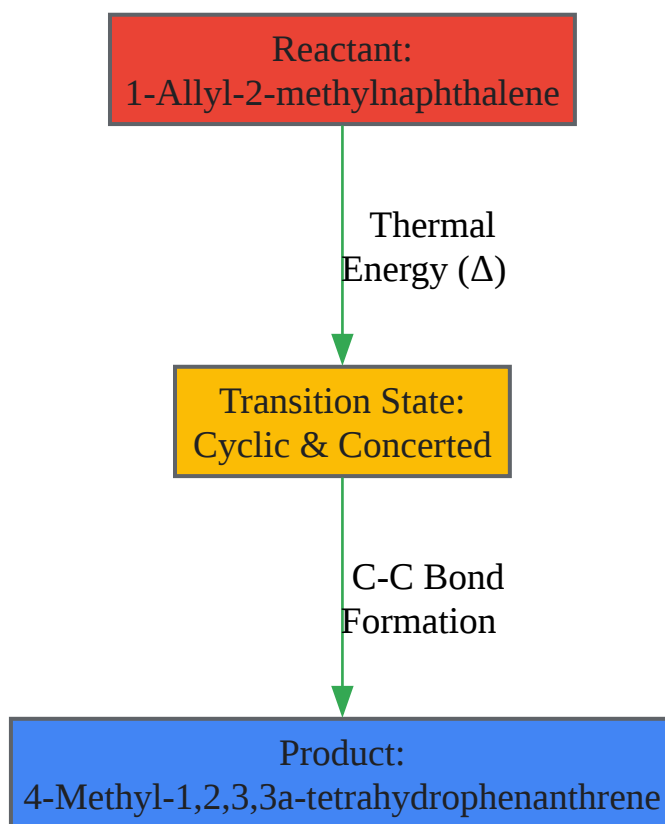 Reactant:
1-Allyl-2-methylnaphthalene
Thermal
Energy (Δ)
Transition State:
Cyclic & Concerted
C-C Bond
Formation
Product:
4-Methyl-1,2,3,3a-tetrahydrophenanthrene